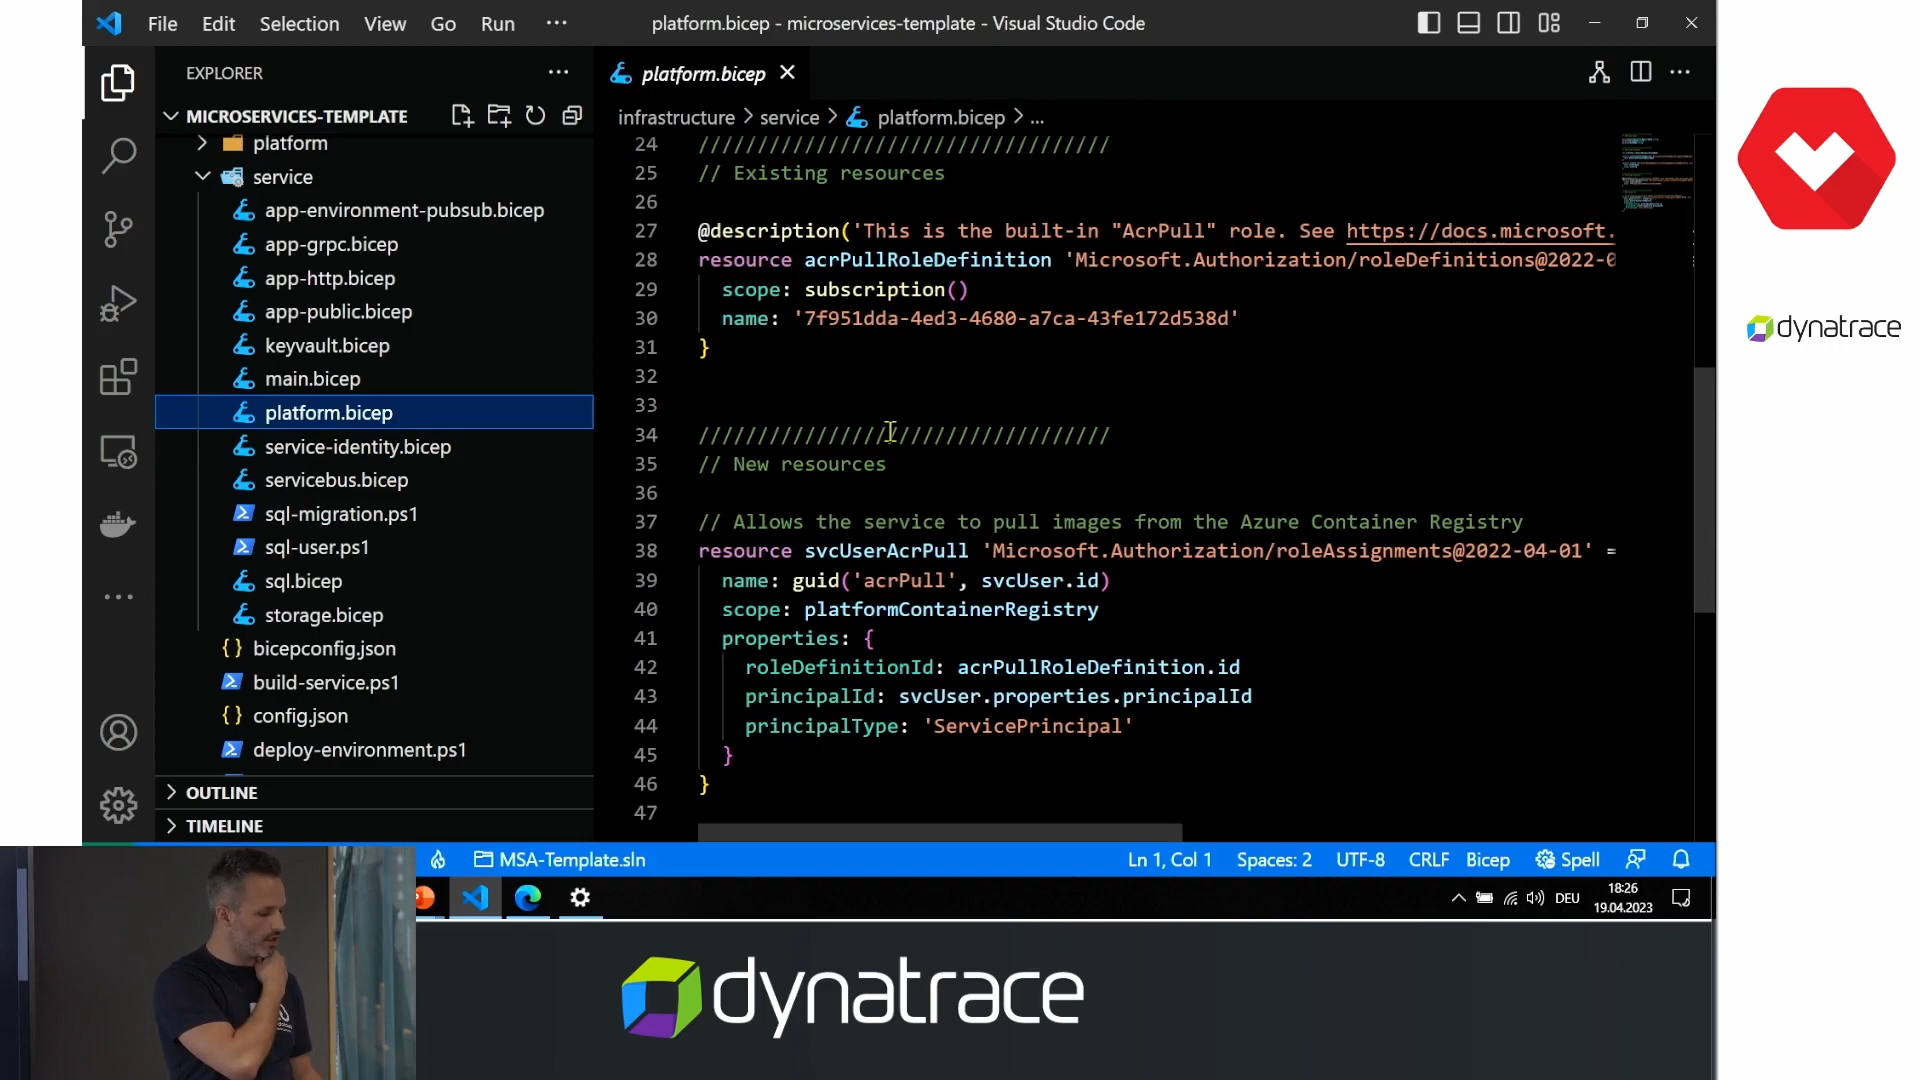 File Edit Selection View Go Run ···
platform.bicep - microservices-template - Visual Studio Code
EXPLORER
MICROSERVICES-TEMPLATE
platform
service
app-environment-pubsub.bicep
app-grpc.bicep
app-http.bicep
app-public.bicep
keyvault.bicep
main.bicep
platform.bicep
service-identity.bicep
servicebus.bicep
sql-migration.ps1
sql-user.ps1
sql.bicep
storage.bicep
{} bicepconfig.json
build-service.ps1
{} config.json
deploy-environment.ps1
OUTLINE
TIMELINE
platform.bicep
infrastructure > service > platform.bicep > ...
24 ///////////////////////////////////
25 // Existing resources
26
27 @description('This is the built-in "AcrPull" role. See https://docs.microsoft.
28 resource acrPullRoleDefinition 'Microsoft.Authorization/roleDefinitions@2022-0
29 scope: subscription()
30 name: '7f951dda-4ed3-4680-a7ca-43fe172d538d'
31 }
32
33
34 ///////////////////////////////////
35 // New resources
36
37 // Allows the service to pull images from the Azure Container Registry
38 resource svcUserAcrPull 'Microsoft.Authorization/roleAssignments@2022-04-01' =
39 name: guid('acrPull', svcUser.id)
40 scope: platformContainerRegistry
41 properties: {
42 roleDefinitionId: acrPullRoleDefinition.id
43 principalId: svcUser.properties.principalId
44 principalType: 'ServicePrincipal'
45 }
46 }
47
MSA-Template.sln
Ln 1, Col 1 Spaces: 2 UTF-8 CRLF Bicep Spell
DEU
18:26
19.04.2023
dynatrace
dynatrace